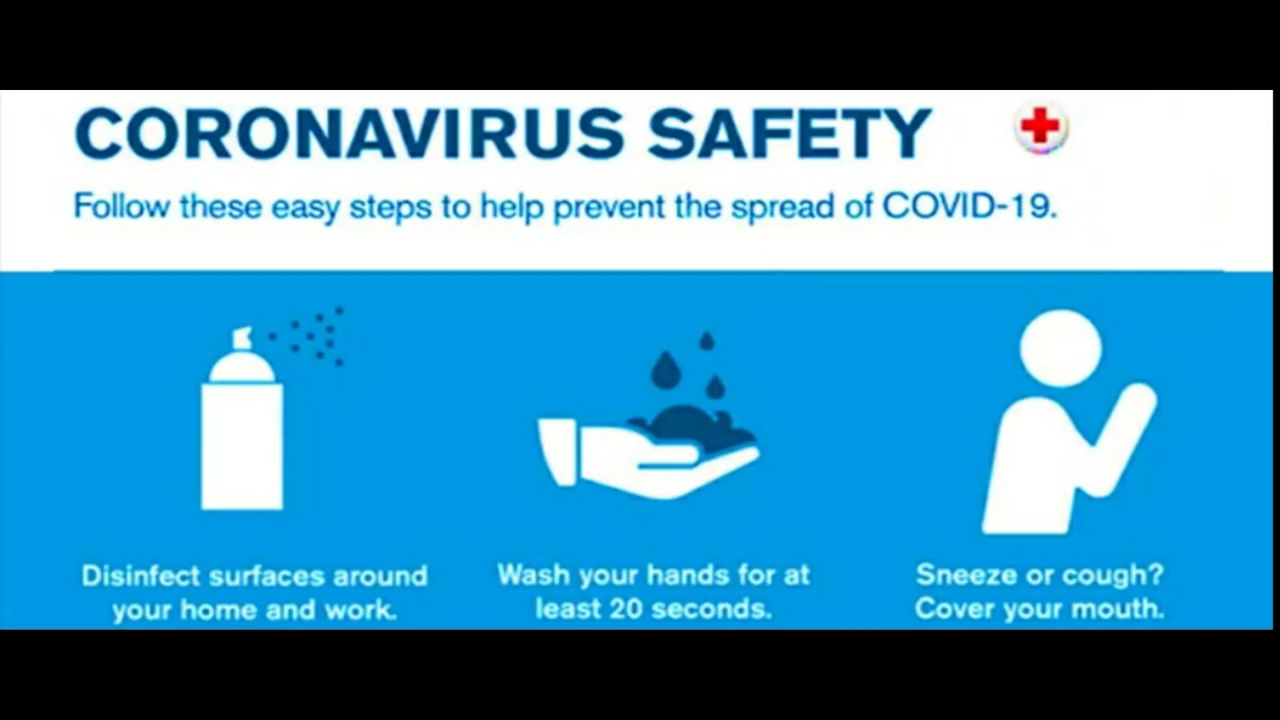 CORONAVIRUS SAFETY
Follow these easy steps to help prevent the spread of COVID-19.
Disinfect surfaces around
your home and work.
Wash your hands for at
least 20 seconds.
Sneeze or cough?
Cover your mouth.